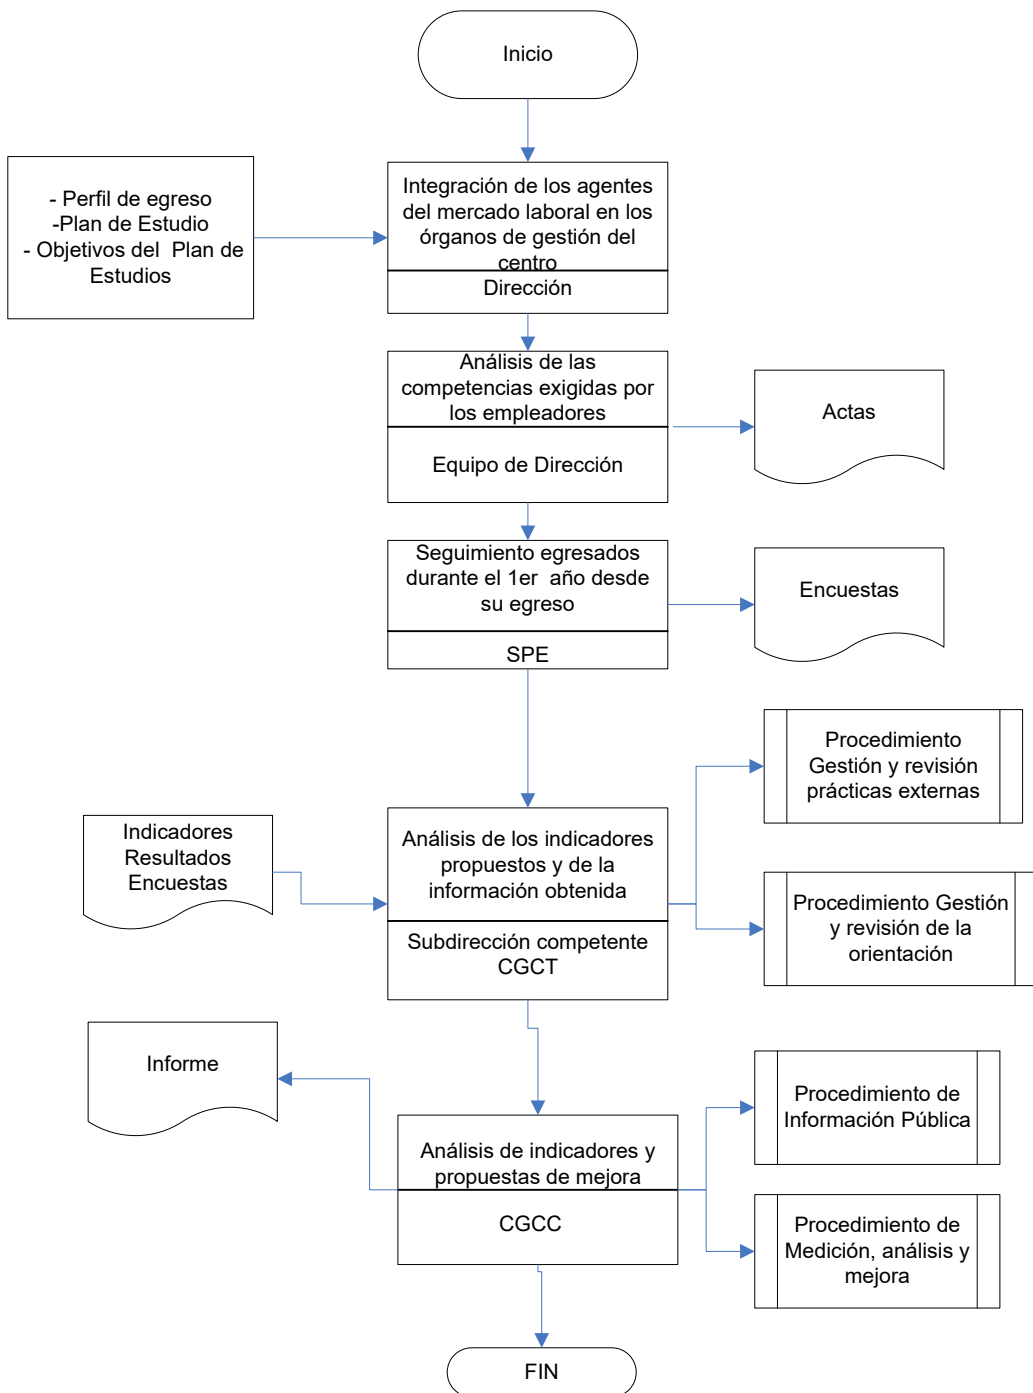 Inicio
- Perfil de egreso
-Plan de Estudio
- Objetivos del  Plan de
Estudios
Integración de los agentes
del mercado laboral en los
órganos de gestión del
centro
Dirección
Análisis de las
competencias exigidas por
los empleadores
Equipo de Dirección
Actas
Seguimiento egresados
durante el 1er  año desde
su egreso
SPE
Encuestas
Procedimiento
Gestión y revisión
prácticas externas
Indicadores
Resultados
Encuestas
Análisis de los indicadores
propuestos y de la
información obtenida
Subdirección competente
CGCT
Procedimiento Gestión
y revisión de la
orientación
Informe
Análisis de indicadores y
propuestas de mejora
CGCC
Procedimiento de
Información Pública
Procedimiento de
Medición, análisis y
mejora
FIN